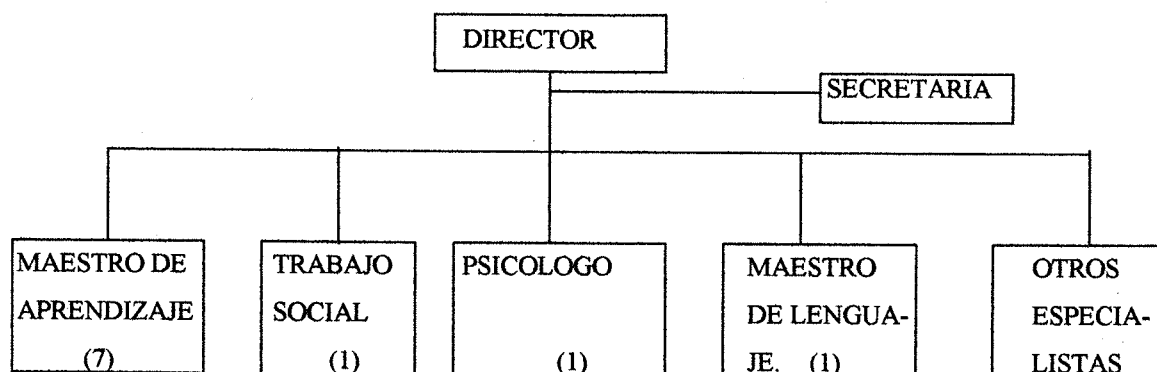 DIRECTOR
SECRETARIA
MAESTRO DE
APRENDIZAJE
(7)
TRABAJO
SOCIAL
(1)
PSICOLOGO
(1)
MAESTRO
DE LENGUA-
JE. (1)
OTROS
ESPECIA-
LISTAS